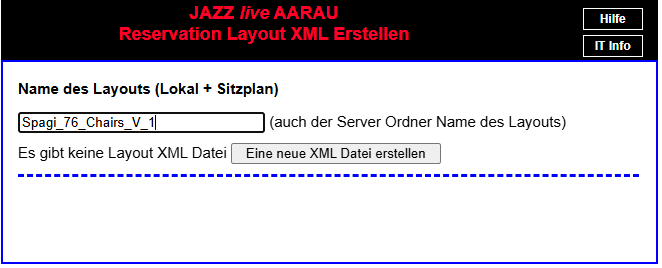 JAZZ live AARAU
Reservation Layout XML Erstellen
Hilfe
IT Info
Name des Layouts (Lokal + Sitzplan)
Spagi_76_Chairs_V_1 (auch der Server Ordner Name des Layouts)
Es gibt keine Layout XML Datei Eine neue XML Datei erstellen